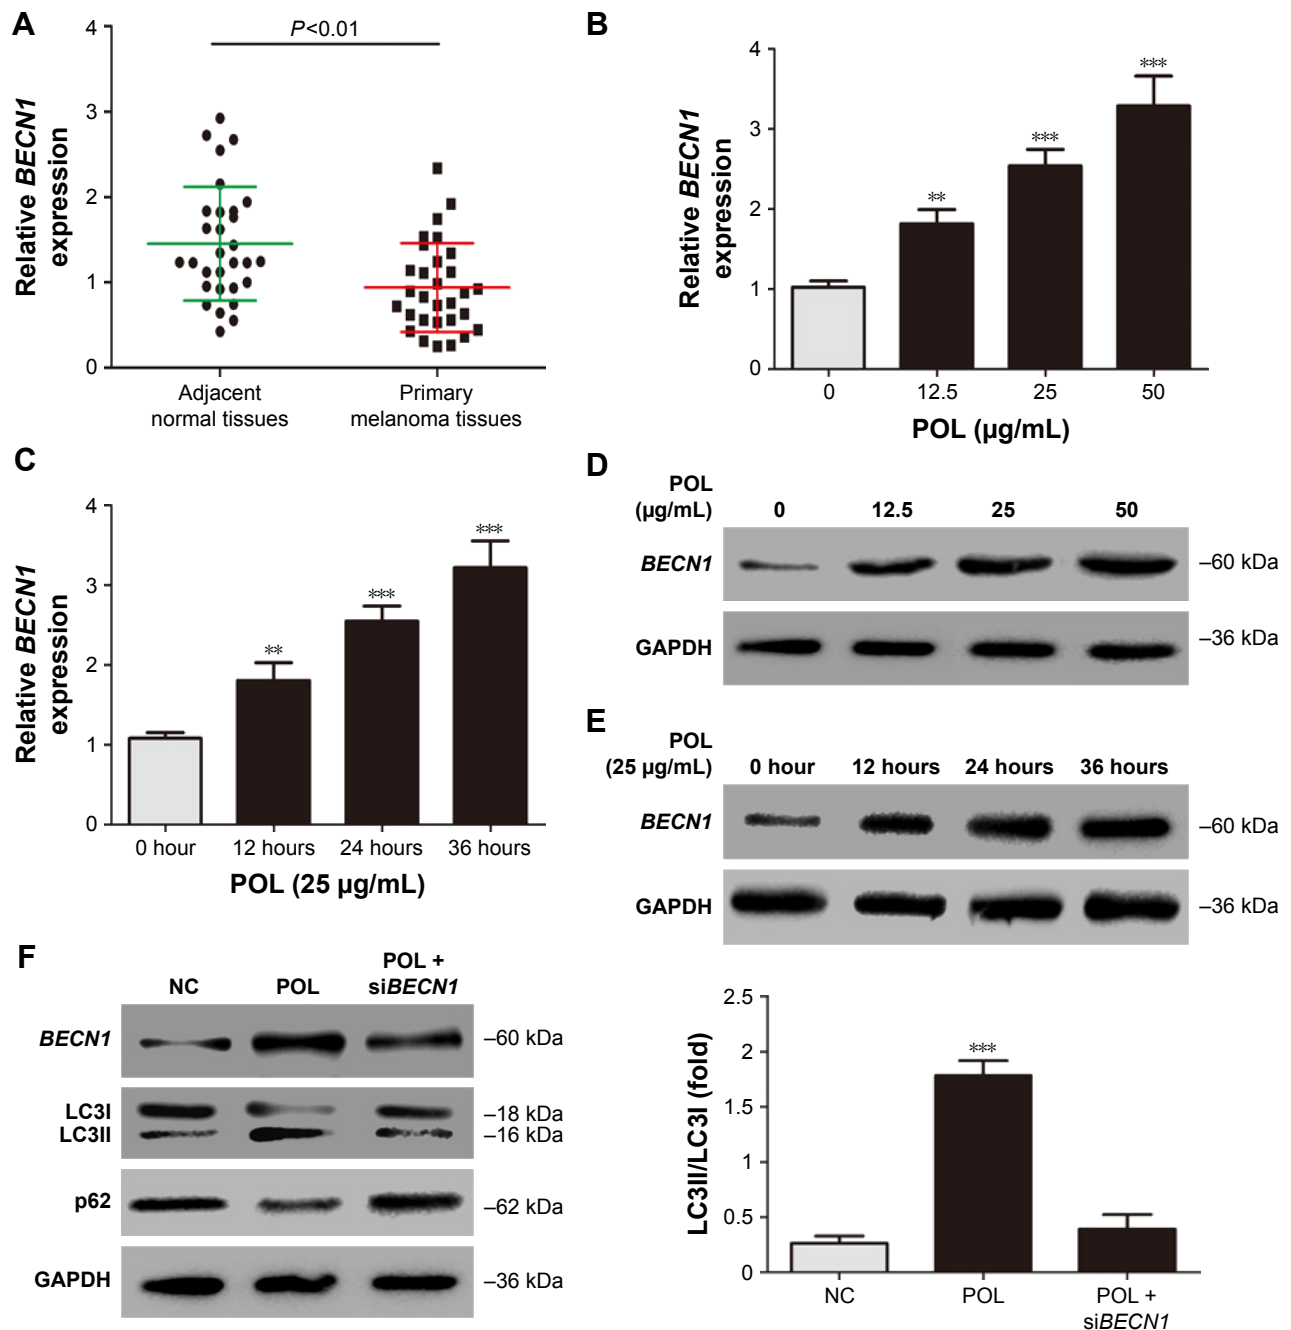 A
P<0.01
Relative BECN1
expression
4
3
2
1
0
Adjacent
normal tissues
Primary
melanoma tissues
B
Relative BECN1
expression
4
3
2
1
0
**
***
***
0
12.5
25
50
POL (µg/mL)
C
Relative BECN1
expression
4
3
2
1
0
**
***
***
0 hour
12 hours
24 hours
36 hours
POL (25 µg/mL)
D
POL
(µg/mL)
0
12.5
25
50
BECN1
–60 kDa
GAPDH
–36 kDa
E
POL
(25 µg/mL)
0 hour
12 hours
24 hours
36 hours
BECN1
–60 kDa
GAPDH
–36 kDa
F
NC
POL
POL +
siBECN1
BECN1
–60 kDa
LC3I
–18 kDa
LC3II
–16 kDa
p62
–62 kDa
GAPDH
–36 kDa
LC3II/LC3I (fold)
2.5
2
1.5
1
0.5
0
***
NC
POL
POL +
siBECN1